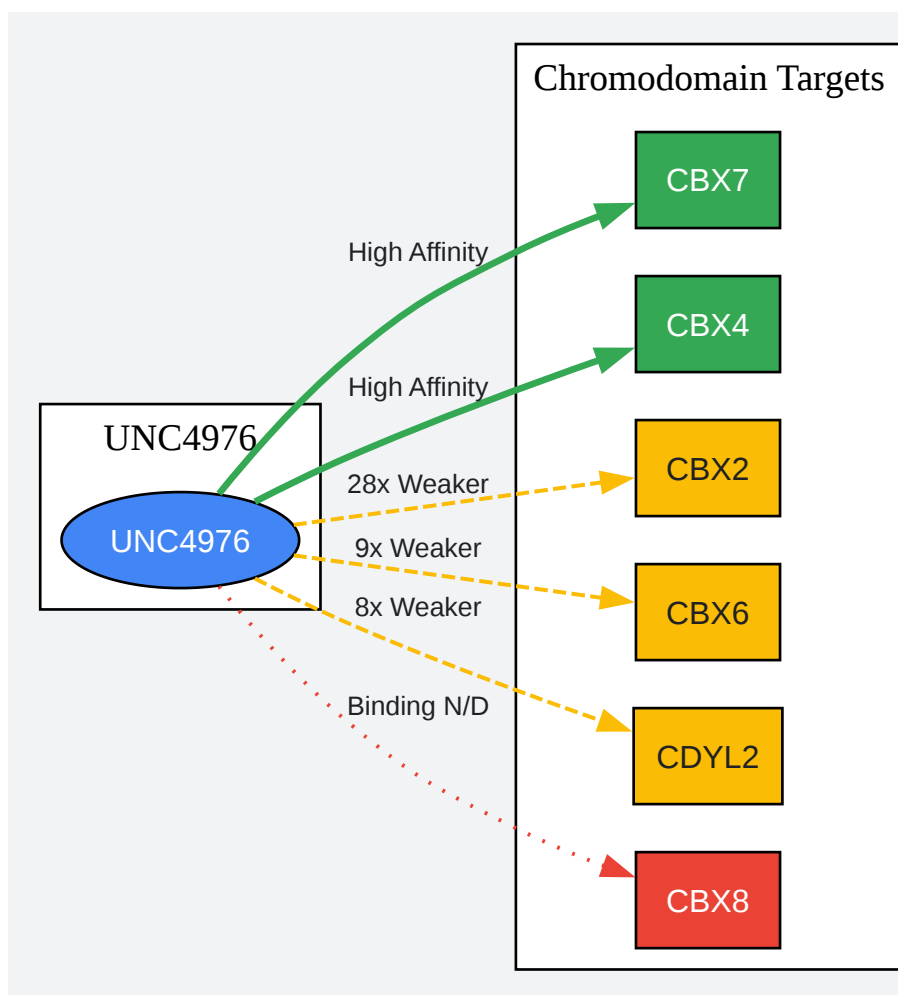 Chromodomain Targets
CBX7
High Affinity
CBX4
High Affinity
UNC4976
CBX2
28x Weaker
UNC4976
9x Weaker
CBX6
8x Weaker
Binding N/D
CDYL2
CBX8